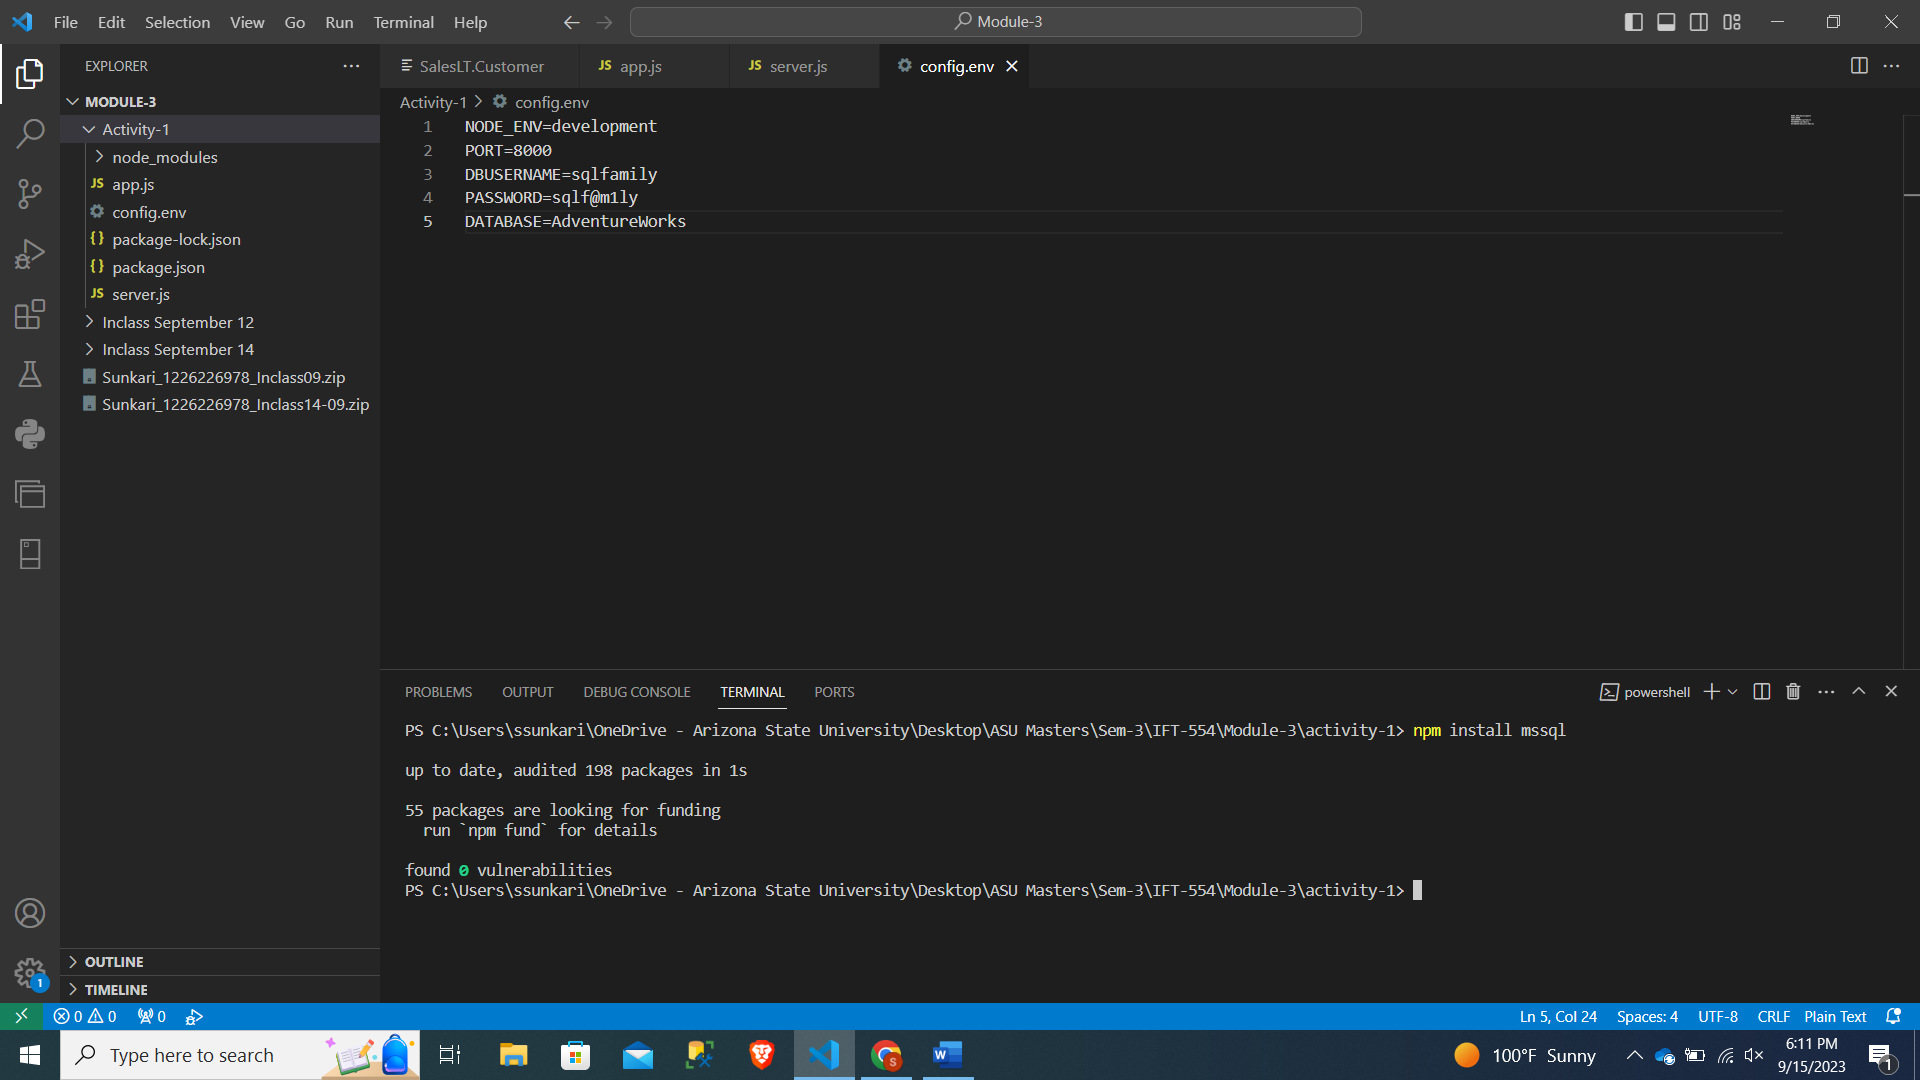 File Edit Selection View Go Run Terminal Help
Module-3
EXPLORER
MODULE-3
Activity-1
node_modules
JS app.js
config.env
{} package-lock.json
{} package.json
JS server.js
Inclass September 12
Inclass September 14
Sunkari_1226226978_Inclass09.zip
Sunkari_1226226978_Inclass14-09.zip
OUTLINE
TIMELINE
SalesLT.Customer JS app.js JS server.js config.env
Activity-1 > config.env
1 NODE_ENV=development
2 PORT=8000
3 DBUSERNAME=sqlfamily
4 PASSWORD=sqlf@m1ly
5 DATABASE=AdventureWorks
PROBLEMS OUTPUT DEBUG CONSOLE TERMINAL PORTS
powershell
PS C:\Users\ssunkari\OneDrive - Arizona State University\Desktop\ASU Masters\Sem-3\IFT-554\Module-3\activity-1> npm install mssql
up to date, audited 198 packages in 1s
55 packages are looking for funding
run `npm fund` for details
found 0 vulnerabilities
PS C:\Users\ssunkari\OneDrive - Arizona State University\Desktop\ASU Masters\Sem-3\IFT-554\Module-3\activity-1>
1
0 0 0
Ln 5, Col 24 Spaces: 4 UTF-8 CRLF Plain Text
Type here to search
S
W
100°F Sunny
6:11 PM
9/15/2023
1